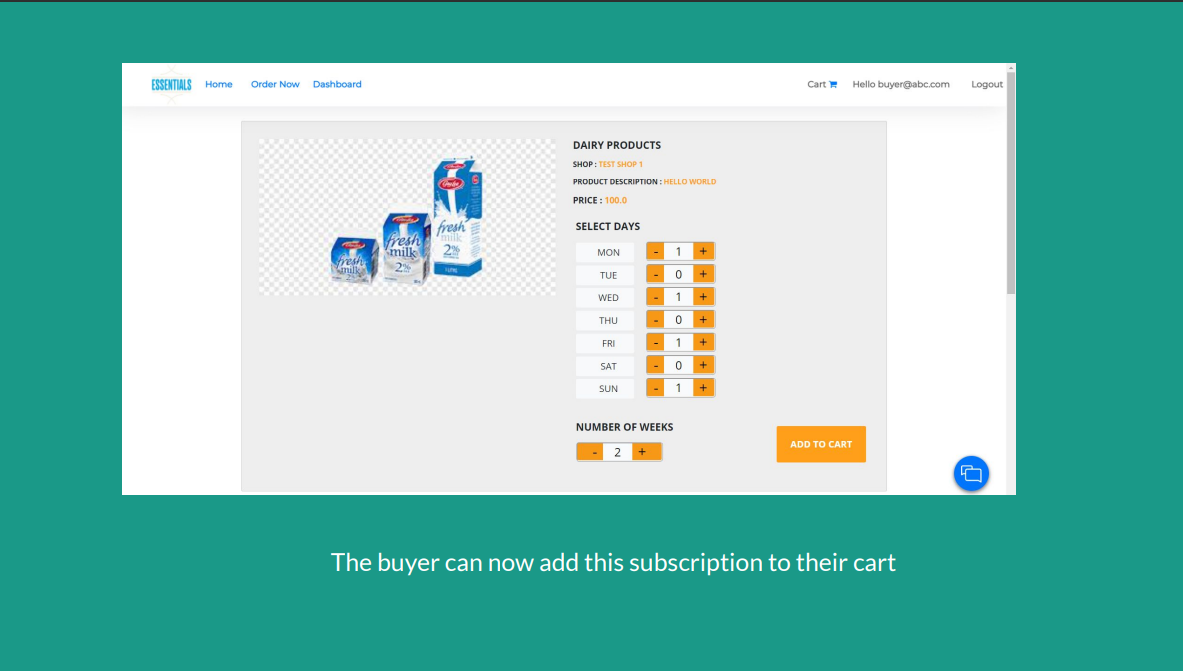 ESSENTIALS Home Order Now Dashboard Cart Hello buyer@abc.com Logout
DAIRY PRODUCTS
SHOP : TEST SHOP 1
PRODUCT DESCRIPTION : HELLO WORLD
PRICE : 100.0
SELECT DAYS
MON - 1 +
TUE - 0 +
WED - 1 +
THU - 0 +
FRI - 1 +
SAT - 0 +
SUN - 1 +
fresh
milk
2%
fresh
milk
2%
fresh
milk
2%
1 LITRE
NUMBER OF WEEKS
- 2 +
ADD TO CART
The buyer can now add this subscription to their cart